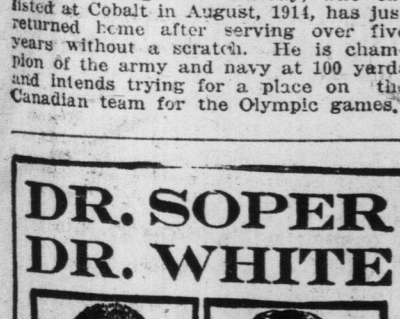 listed at Cobalt in August, 1914, has just
returned home after serving over five
years without a scratch. He is cham-
pion of the army and navy at 100 yards
and intends trying for a place on the
Canadian team for the Olympic games.
DR. SOPER
DR. WHITE